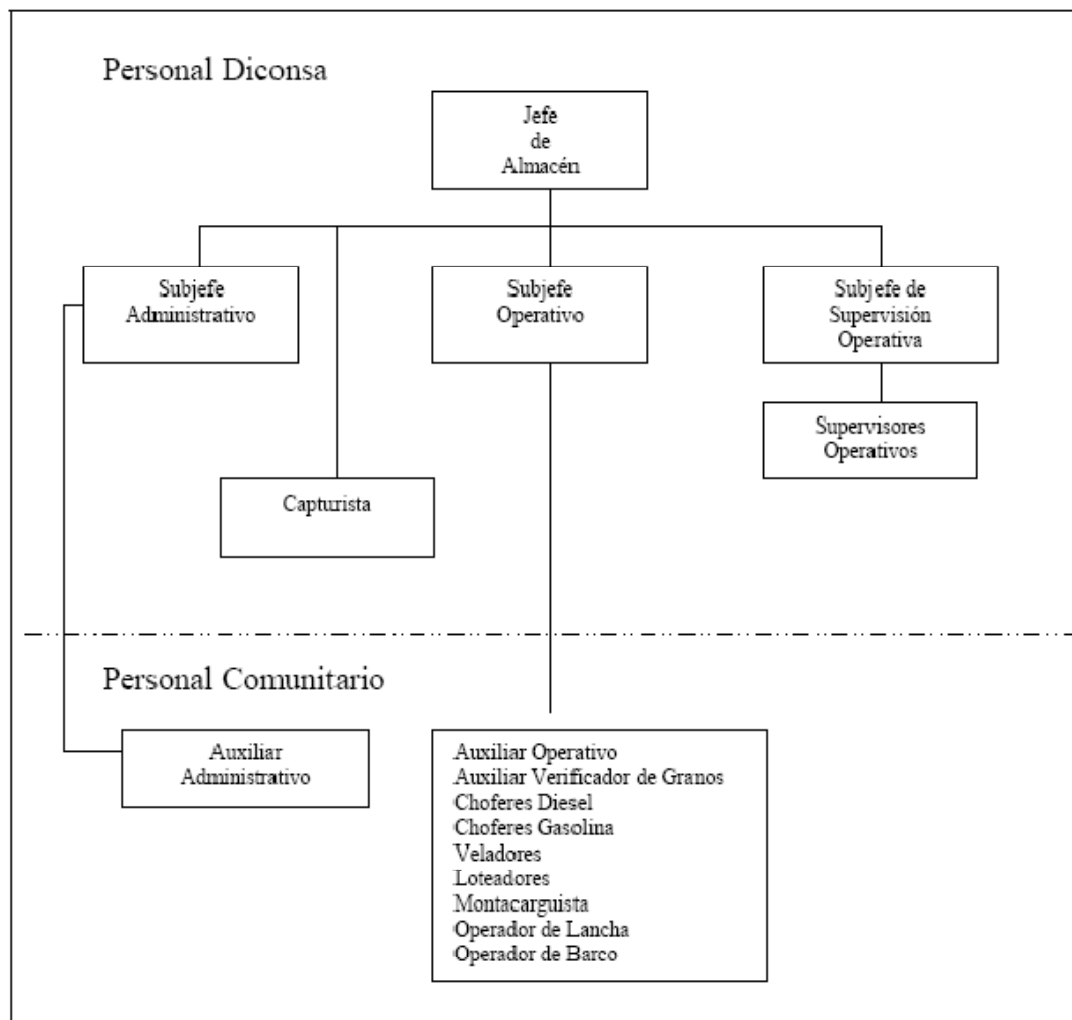 Personal Diconsa
Jefe
de
Almacén
Subjefe
Administrativo
Subjefe
Operativo
Subjefe de
Supervisión
Operativa
Supervisores
Operativos
Capturista
Personal Comunitario
Auxiliar
Administrativo
Auxiliar Operativo
Auxiliar Verificador de Granos
Choferes Diesel
Choferes Gasolina
Veladores
Loteadores
Montacarguista
Operador de Lancha
Operador de Barco